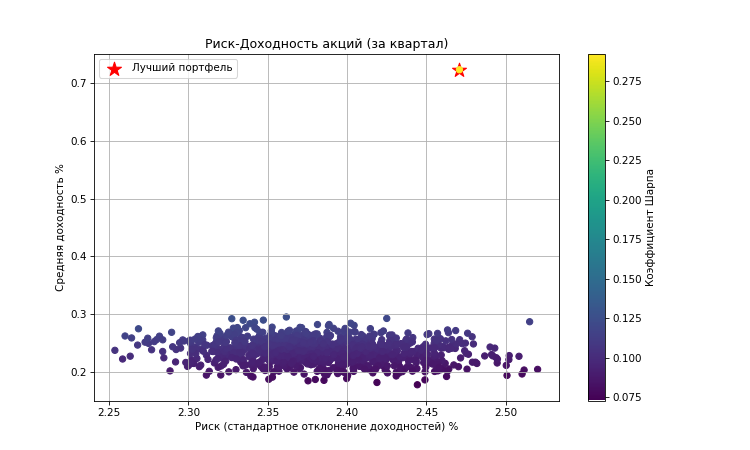 Риск-Доходность акций (за квартал)
Лучший портфель
Средняя доходность %
0.7
0.6
0.5
0.4
0.3
0.2
2.25 2.30 2.35 2.40 2.45 2.50
Риск (стандартное отклонение доходностей) %
0.275
0.250
0.225
0.200
0.175
0.150
0.125
0.100
0.075
Коэффициент Шарпа